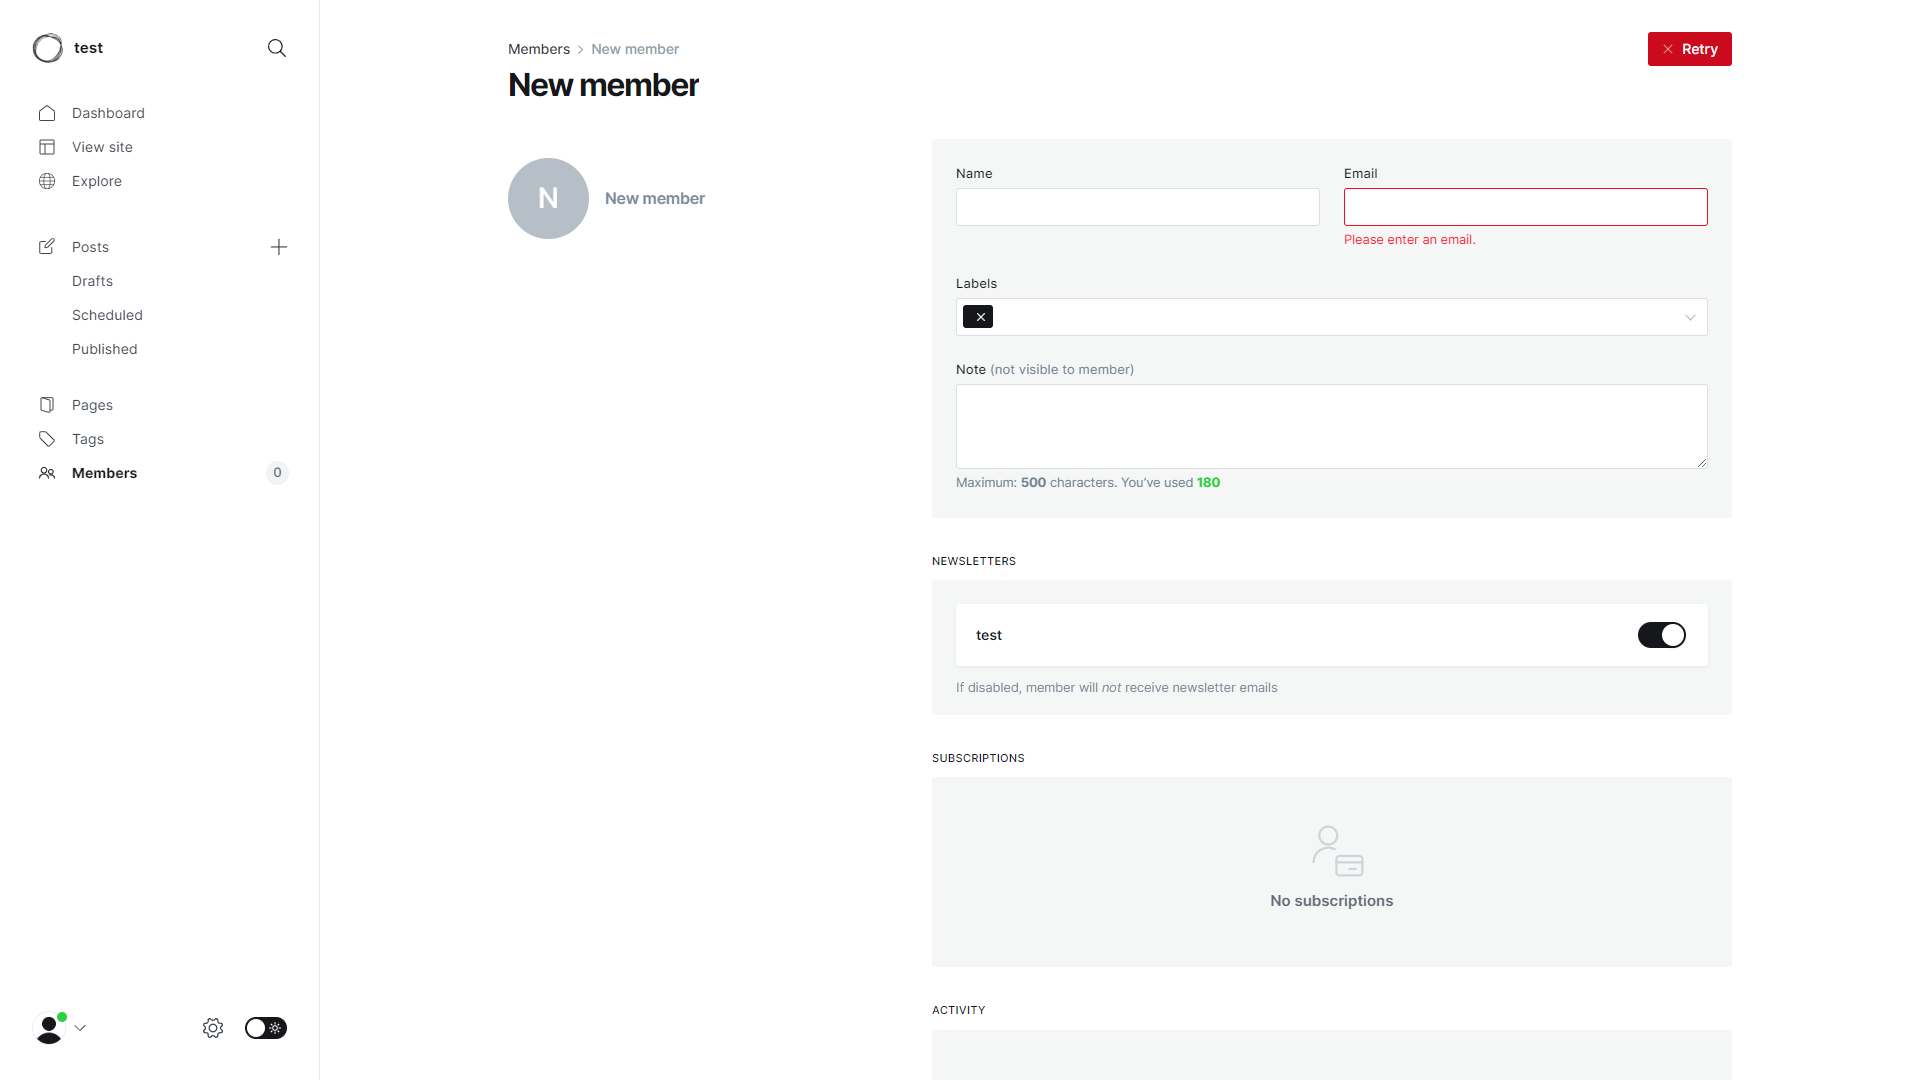 test
Dashboard
View site
Explore
Posts
Drafts
Scheduled
Published
Pages
Tags
Members
0
Members > New member
New member
Retry
N
New member
Name
Email
Please enter an email.
Labels
Note (not visible to member)
Maximum: 500 characters. You’ve used 180
NEWSLETTERS
test
If disabled, member will not receive newsletter emails
SUBSCRIPTIONS
No subscriptions
ACTIVITY